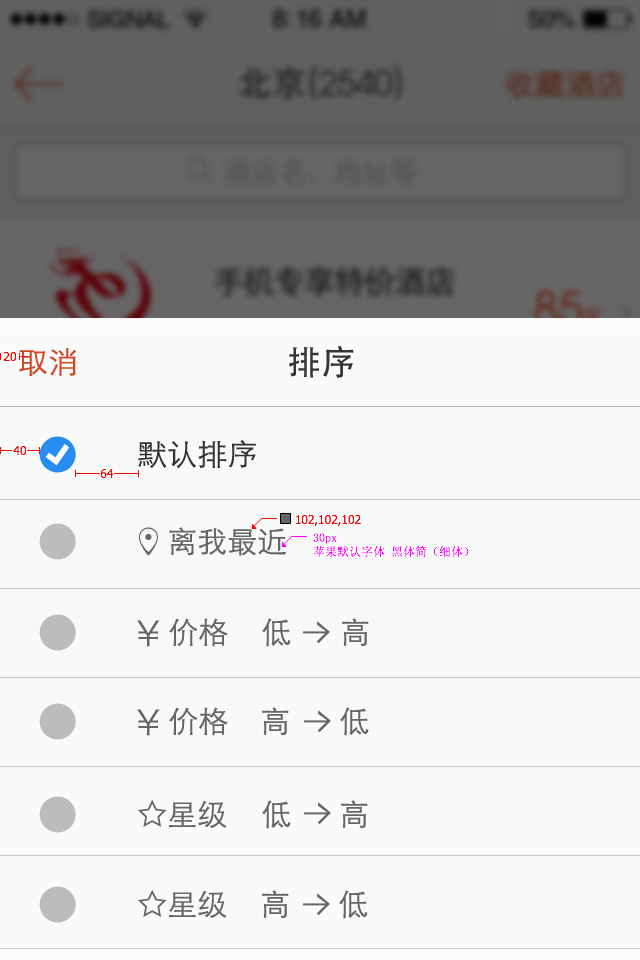 SIGNAL 8:16 AM 50%
北京(2540) 收藏酒店
酒店名、地址等
手机专享特价酒店
85
20 取消 排序
40 默认排序
64
102,102,102
离我最近 30px
苹果默认字体 黑体简（细体）
¥ 价格 低 → 高
¥ 价格 高 → 低
☆星级 低 → 高
☆星级 高 → 低